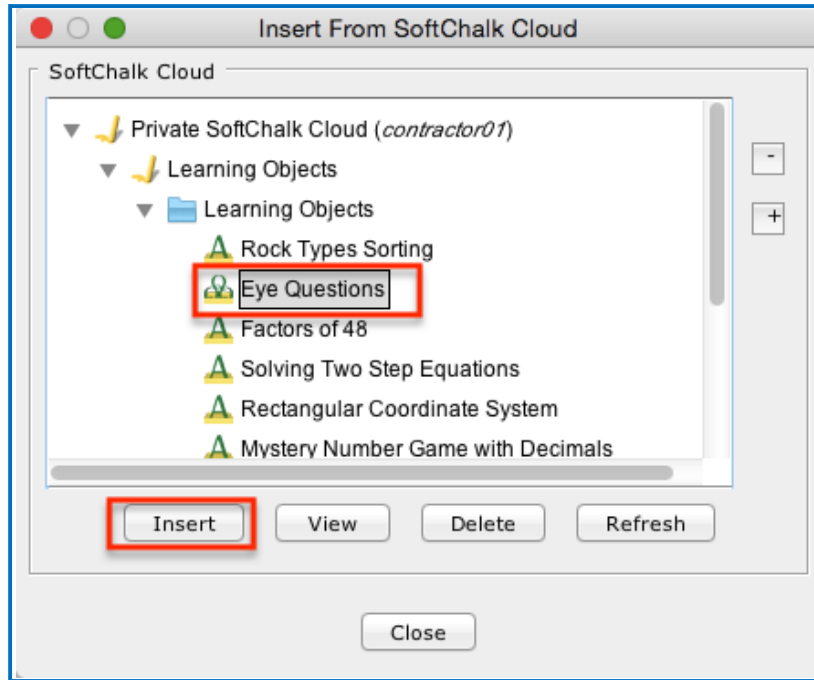 Insert From SoftChalk Cloud
SoftChalk Cloud
Private SoftChalk Cloud (contractor01)
Learning Objects
Learning Objects
Rock Types Sorting
Eye Questions
Factors of 48
Solving Two Step Equations
Rectangular Coordinate System
Mystery Number Game with Decimals
-
+
Insert View Delete Refresh
Close